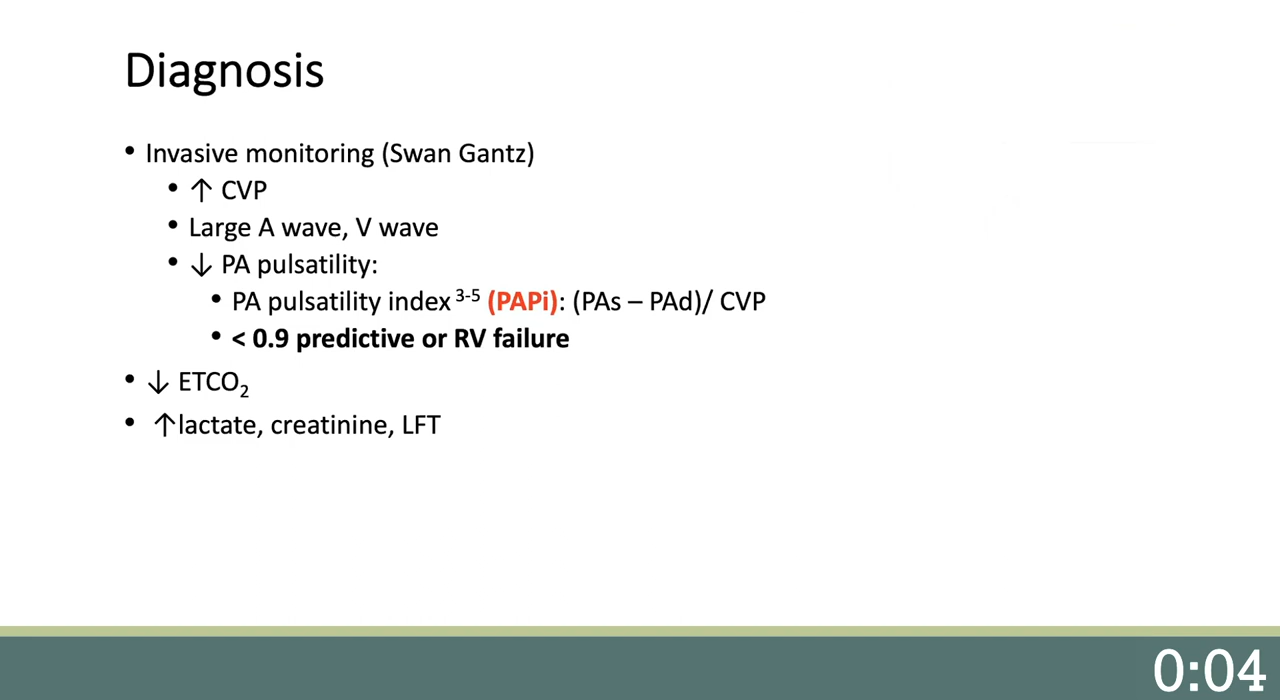 Diagnosis
• Invasive monitoring (Swan Gantz)
• ↑ CVP
• Large A wave, V wave
• ↓ PA pulsatility:
• PA pulsatility index 3-5 (PAPi): (PAs – PAd)/ CVP
• < 0.9 predictive or RV failure
• ↓ ETCO2
• ↑lactate, creatinine, LFT
0:04